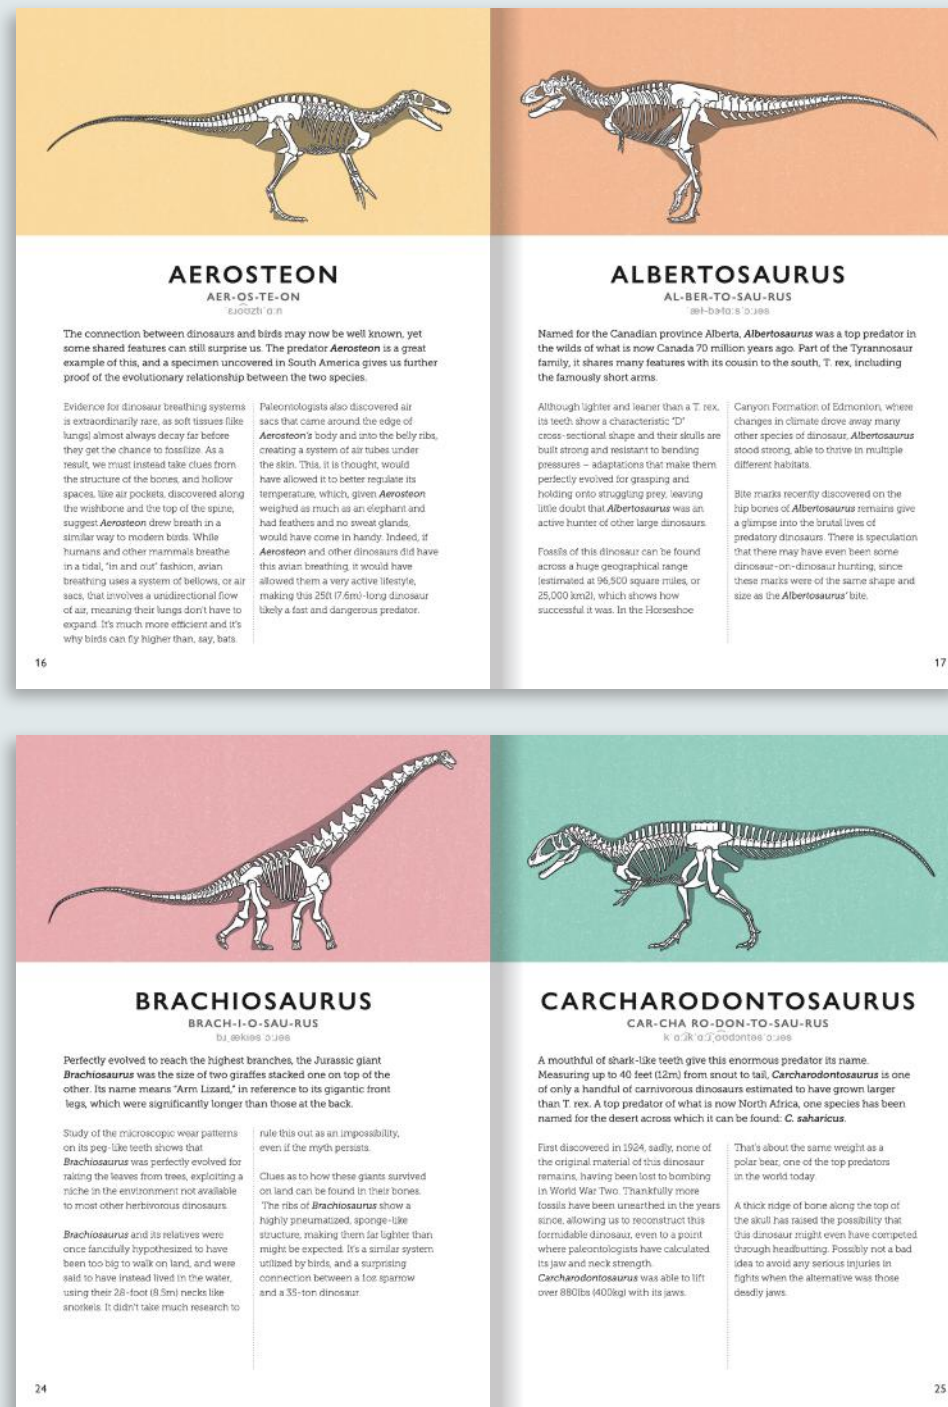 AEROSTEON
AER-OS-TE-ON
The connection between dinosaurs and birds may now be well known, yet
some shared features can still surprise us. The predator Aerosteon is a great
example of this, and a specimen uncovered in South America gives us further
proof of the evolutionary relationship between the two species.
Evidence for dinosaur breathing systems
is extraordinarily rare, as soft tissues (like
lungs) almost always decay far before
they get the chance to fossilize. As a
result, we must instead take clues from
the structure of the bones, and hollow
spaces, like air pockets, discovered along
the wishbone and the top of the spine,
suggest Aerosteon drew breath in a
similar way to modern birds. While
humans and other mammals breathe
in a tidal, "in and out" fashion, avian
breathing uses a system of bellows, or air
sacs, that involves a unidirectional flow
of air, meaning their lungs don't have to
expand. It's much more efficient and it's
why birds can fly higher than, say, bats.
Paleontologists also discovered air
sacs that came around the edge of
Aerosteon's body and into the belly ribs,
creating a system of air tubes under
the skin. This, it is thought, would
have allowed it to better regulate its
temperature, which, given Aerosteon
weighed as much as an elephant and
had feathers and no sweat glands,
would have come in handy. Indeed, if
Aerosteon and other dinosaurs did have
this avian breathing, it would have
allowed them a very active lifestyle,
making this 25ft (7.6m)-long dinosaur
likely a fast and dangerous predator.
16
ALBERTOSAURUS
AL-BER-TO-SAU-RUS
Named for the Canadian province Alberta, Albertosaurus was a top predator in
the wilds of what is now Canada 70 million years ago. Part of the Tyrannosaur
family, it shares many features with its cousin to the south, T. rex, including
the famously short arms.
Although lighter and leaner than a T. rex,
its teeth show a characteristic "D"
cross-sectional shape and their skulls are
built strong and resistant to bending
pressures – adaptations that make them
perfectly evolved for grasping and
holding onto struggling prey, leaving
little doubt that Albertosaurus was an
active hunter of other large dinosaurs.
Fossils of this dinosaur can be found
across a huge geographical range
(estimated at 96,500 square miles, or
25,000 km2), which shows how
successful it was. In the Horseshoe
Canyon Formation of Edmonton, where
changes in climate drove away many
other species of dinosaur, Albertosaurus
stood strong, able to thrive in multiple
different habitats.
Bite marks recently discovered on the
hip bones of Albertosaurus remains give
a glimpse into the brutal lives of
predatory dinosaurs. There is speculation
that there may have even been some
dinosaur-on-dinosaur hunting, since
these marks were of the same shape and
size as the Albertosaurus' bite.
17
BRACHIOSAURUS
BRACH-I-O-SAU-RUS
Perfectly evolved to reach the highest branches, the Jurassic giant
Brachiosaurus was the size of two giraffes stacked one on top of the
other. Its name means "Arm Lizard," in reference to its gigantic front
legs, which were significantly longer than those at the back.
Study of the microscopic wear patterns
on its peg-like teeth shows that
Brachiosaurus was perfectly evolved for
raking the leaves from trees, exploiting a
niche in the environment not available
to most other herbivorous dinosaurs.
Brachiosaurus and its relatives were
once fancifully hypothesized to have
been too big to walk on land, and were
said to have instead lived in the water,
using their 28-foot (8.5m) necks like
snorkels. It didn't take much research to
rule this out as an impossibility,
even if the myth persists.
Clues as to how these giants survived
on land can be found in their bones.
The ribs of Brachiosaurus show a
highly pneumatized, sponge-like
structure, making them far lighter than
might be expected. It's a similar system
utilized by birds, and a surprising
connection between a 1oz sparrow
and a 35-ton dinosaur.
24
CARCHARODONTOSAURUS
CAR-CHA RO-DON-TO-SAU-RUS
A mouthful of shark-like teeth give this enormous predator its name.
Measuring up to 40 feet (12m) from snout to tail, Carcharodontosaurus is one
of only a handful of carnivorous dinosaurs estimated to have grown larger
than T. rex. A top predator of what is now North Africa, one species has been
named for the desert across which it can be found: C. saharicus.
First discovered in 1924, sadly, none of
the original material of this dinosaur
remains, having been lost to bombing
in World War Two. Thankfully more
fossils have been unearthed in the years
since, allowing us to reconstruct this
formidable dinosaur, even to a point
where paleontologists have calculated
its jaw and neck strength.
Carcharodontosaurus was able to lift
over 880lbs (400kg) with its jaws.
That's about the same weight as a
polar bear, one of the top predators
in the world today.
A thick ridge of bone along the top of
the skull has raised the possibility that
this dinosaur might even have competed
through headbutting. Possibly not a bad
idea to avoid any serious injuries in
fights when the alternative was those
deadly jaws.
25